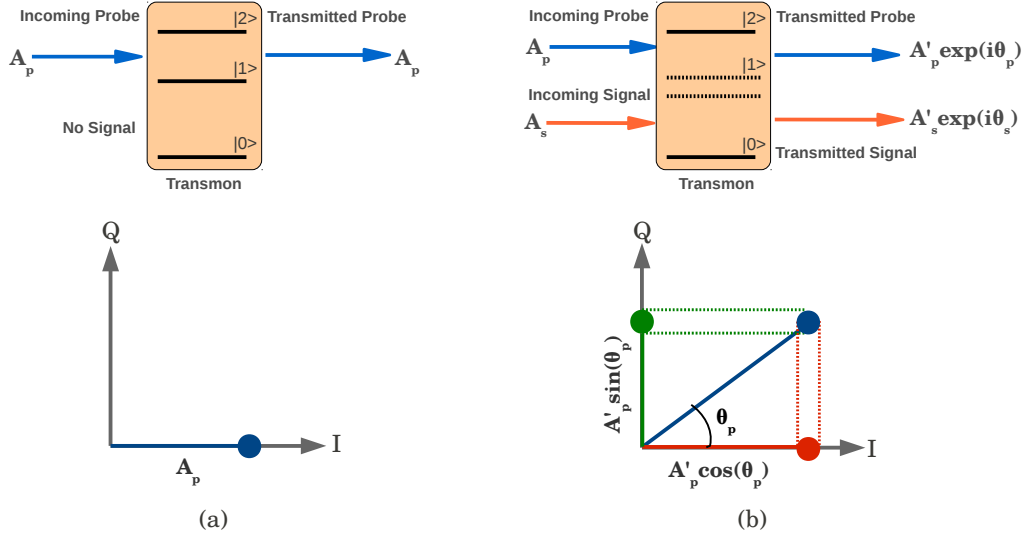 Incoming Probe
|2>
Transmitted Probe
A_p
A_p
|1>
No Signal
|0>
Transmon
Q
I
A_p
(a)
Incoming Probe
|2>
Transmitted Probe
A_p
A'_p exp(iθ_p)
|1>
Incoming Signal
A_s
A'_s exp(iθ_s)
|0>
Transmitted Signal
Transmon
Q
A'_p sin(θ_p)
θ_p
I
A'_p cos(θ_p)
(b)